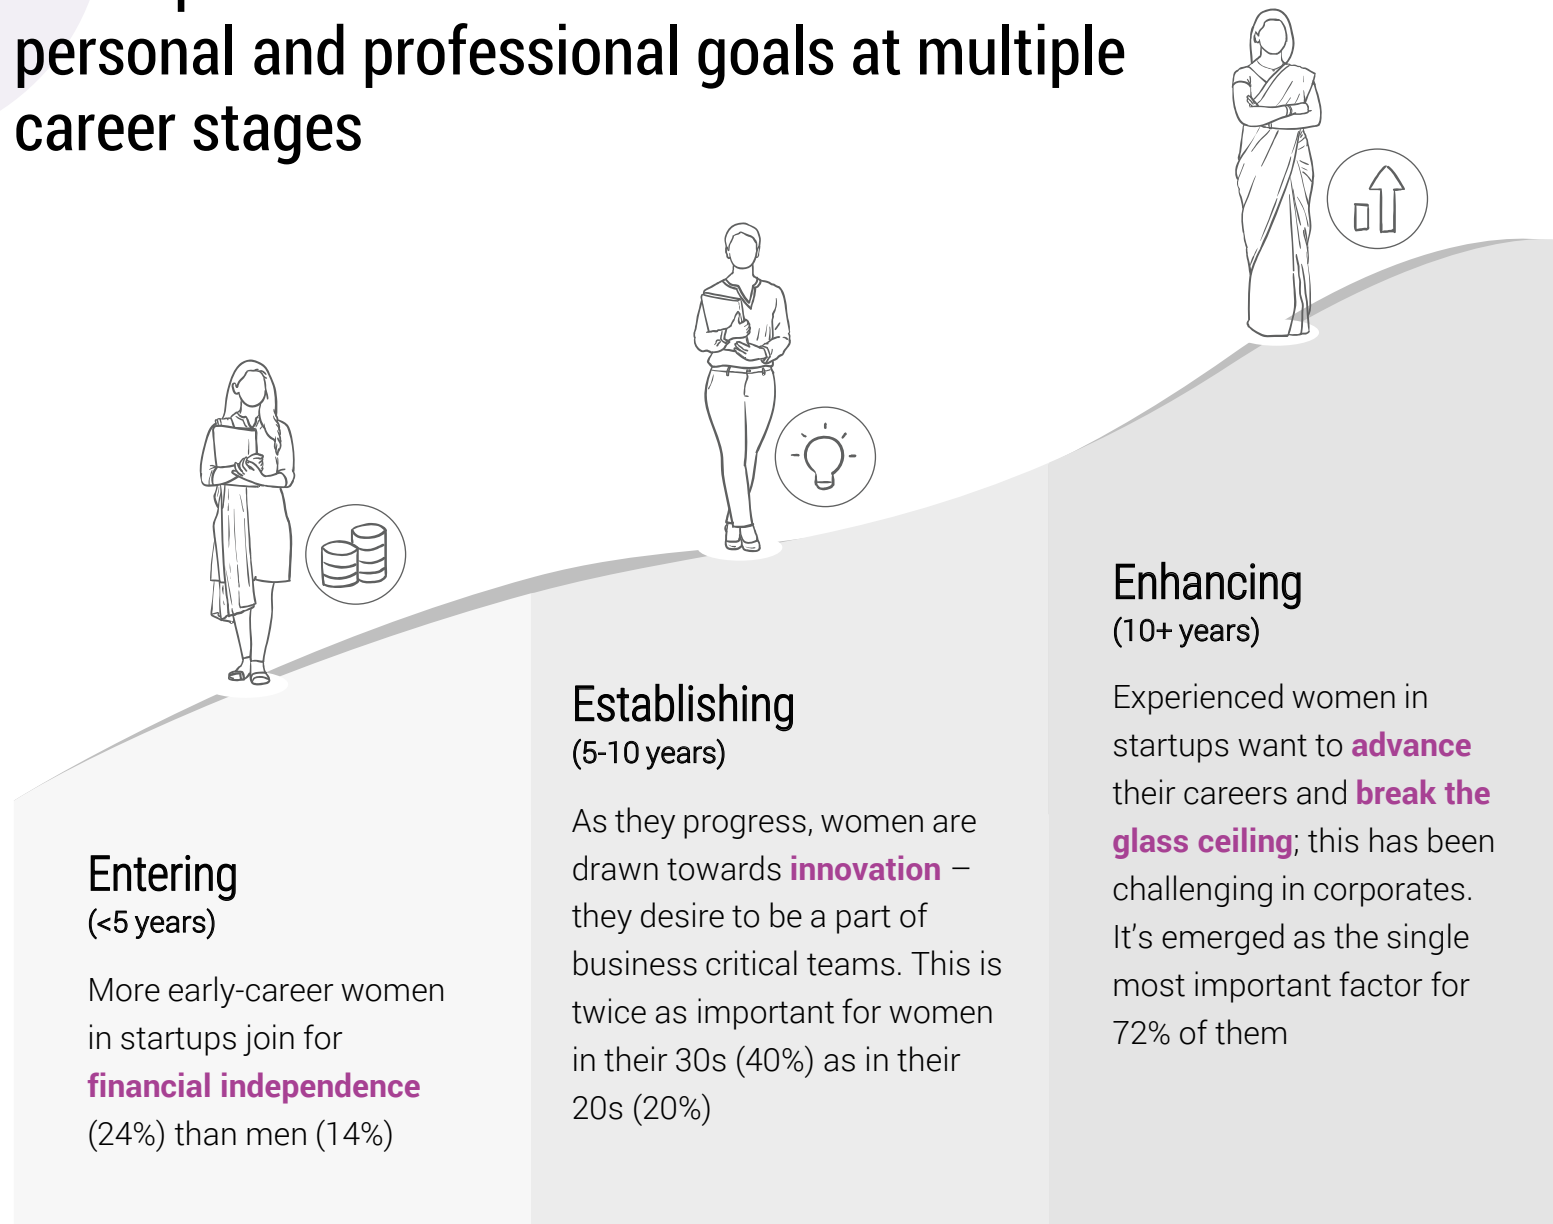 personal and professional goals at multiple
career stages
Entering
(<5 years)
More early-career women
in startups join for
financial independence
(24%) than men (14%)
Establishing
(5-10 years)
As they progress, women are
drawn towards innovation –
they desire to be a part of
business critical teams. This is
twice as important for women
in their 30s (40%) as in their
20s (20%)
Enhancing
(10+ years)
Experienced women in
startups want to advance
their careers and break the
glass ceiling; this has been
challenging in corporates.
It's emerged as the single
most important factor for
72% of them